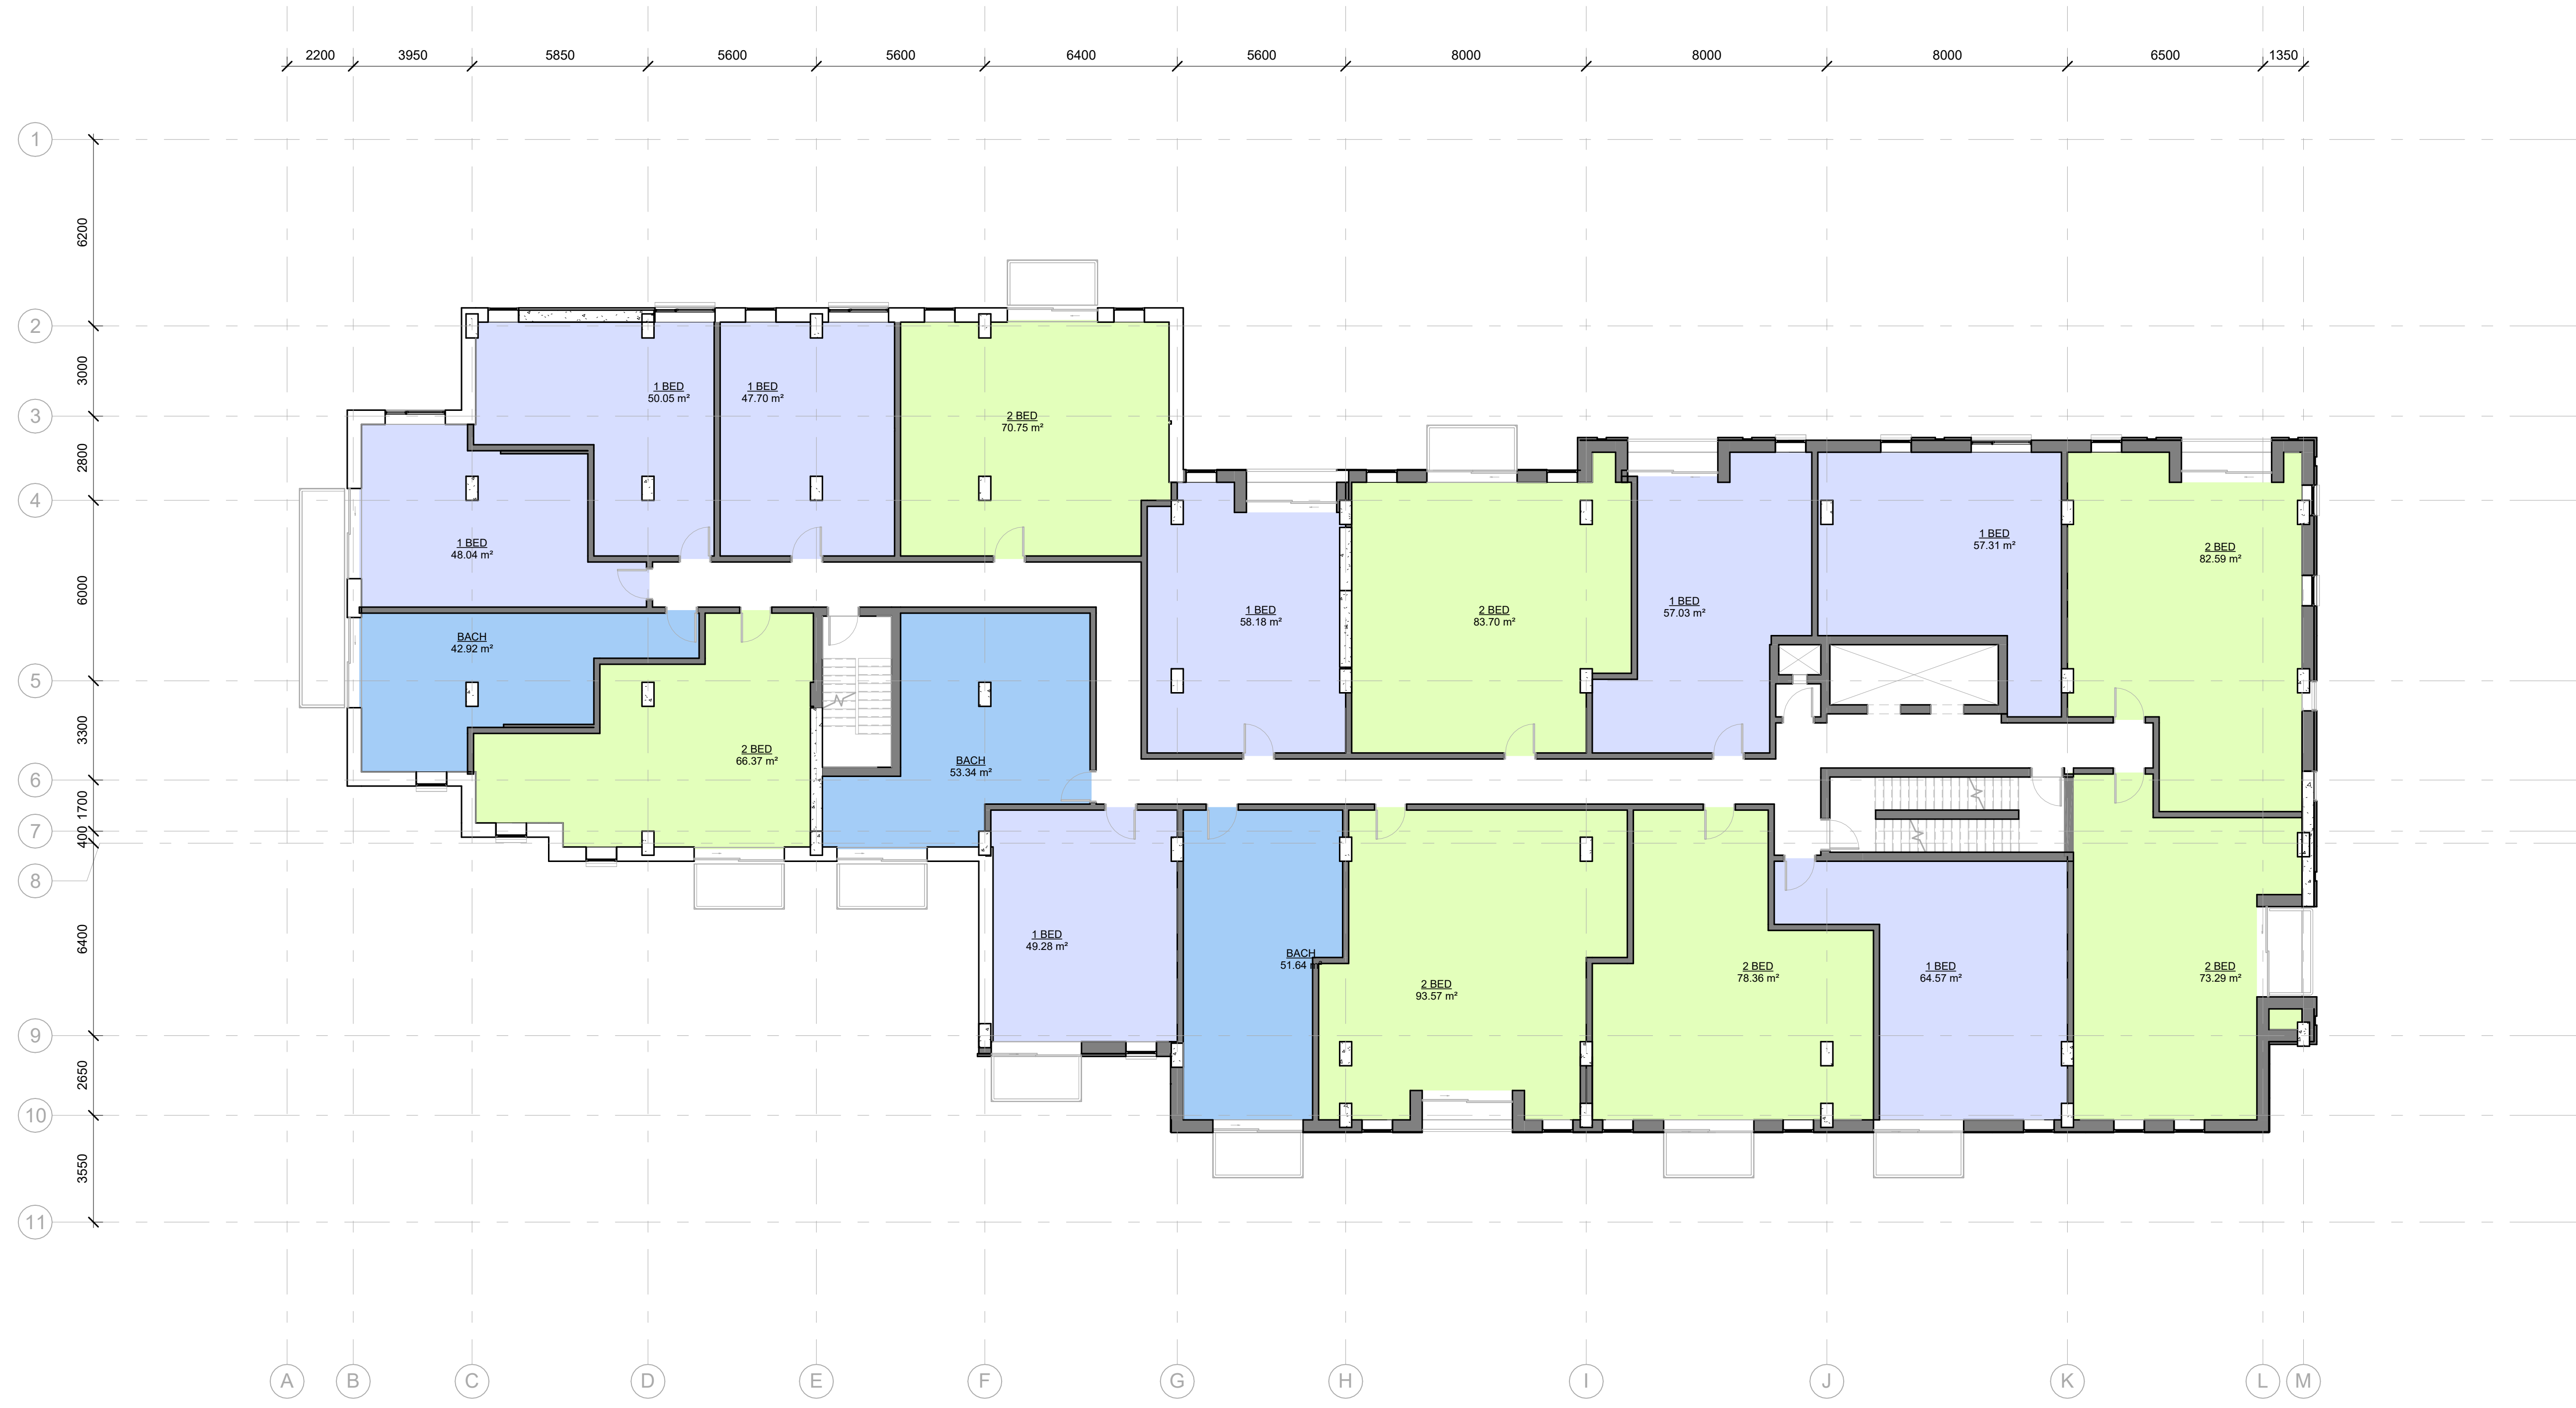 2200 3950 5850 5600 5600 6400 5600 8000 8000 8000 6500 1350
1
6200
2
3000
3
2800
4
6000
5
3300
6
1700
7
400
8
6400
9
2650
10
3550
11
1 BED
50.05 m²
1 BED
47.70 m²
2 BED
70.75 m²
1 BED
48.04 m²
1 BED
57.31 m²
2 BED
82.59 m²
1 BED
57.03 m²
1 BED
58.18 m²
2 BED
83.70 m²
BACH
42.92 m²
2 BED
66.37 m²
BACH
53.34 m²
1 BED
49.28 m²
BACH
51.64 m²
2 BED
93.57 m²
2 BED
78.36 m²
1 BED
64.57 m²
2 BED
73.29 m²
A B C D E F G H I J K L M